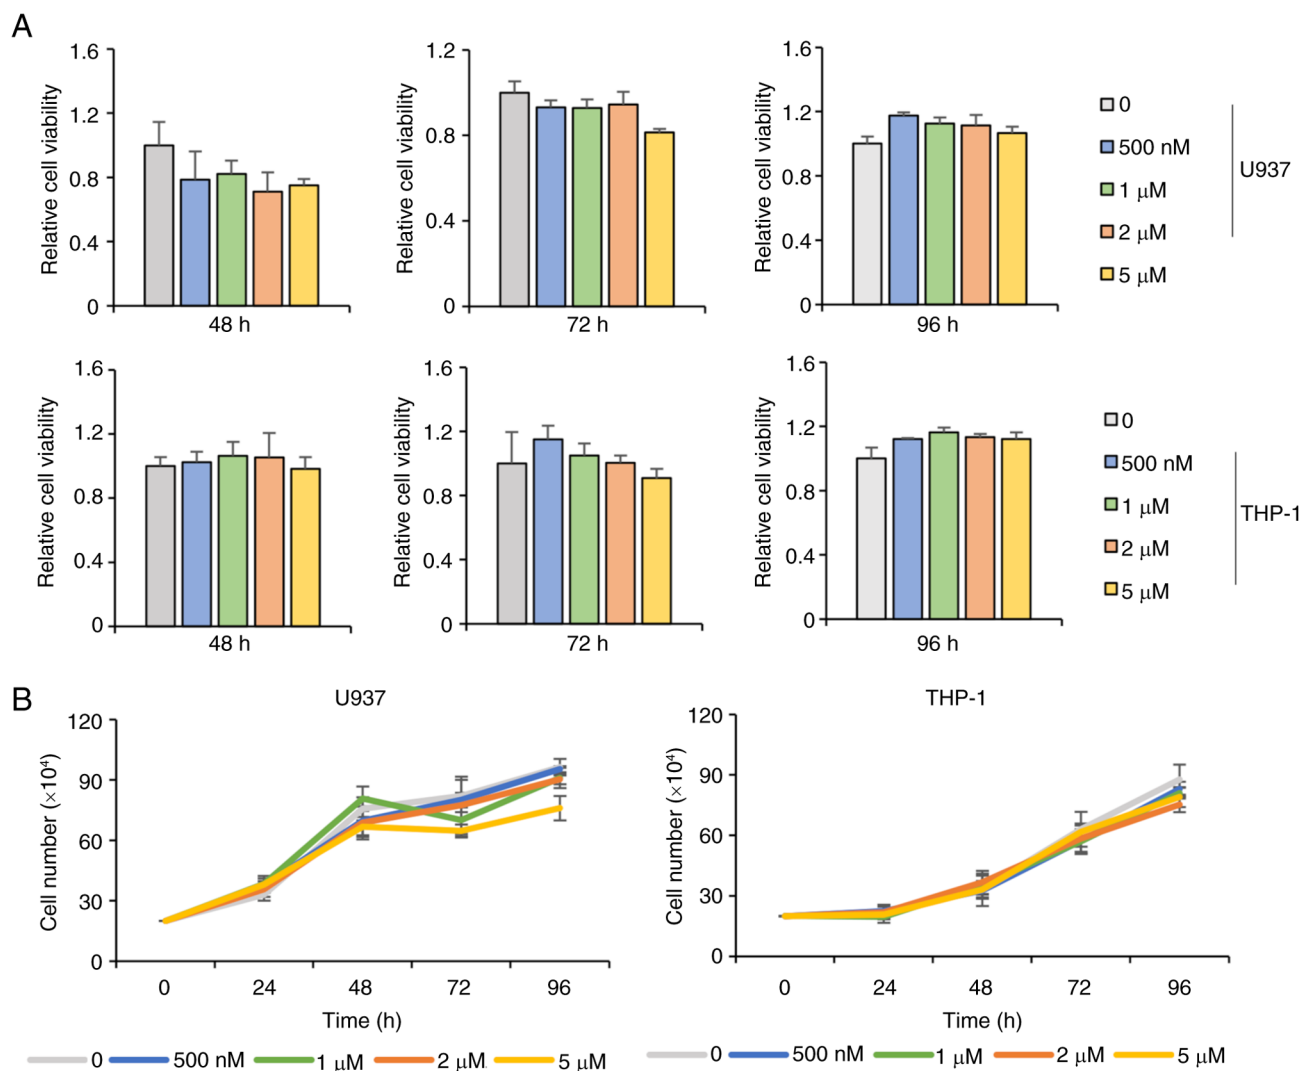 A
Relative cell viability
1.6
1.2
0.8
0.4
0
48 h
Relative cell viability
1.2
0.8
0.4
0
72 h
Relative cell viability
1.6
1.2
0.8
0.4
0
96 h
0
500 nM
1 μM
2 μM
5 μM
U937
Relative cell viability
1.6
1.2
0.8
0.4
0
48 h
Relative cell viability
1.6
1.2
0.8
0.4
0
72 h
Relative cell viability
1.6
1.2
0.8
0.4
0
96 h
0
500 nM
1 μM
2 μM
5 μM
THP-1
B
U937
Cell number (×10⁴)
120
90
60
30
0
0 24 48 72 96
Time (h)
0 500 nM 1 μM 2 μM 5 μM
THP-1
Cell number (×10⁴)
120
90
60
30
0
0 24 48 72 96
Time (h)
0 500 nM 1 μM 2 μM 5 μM